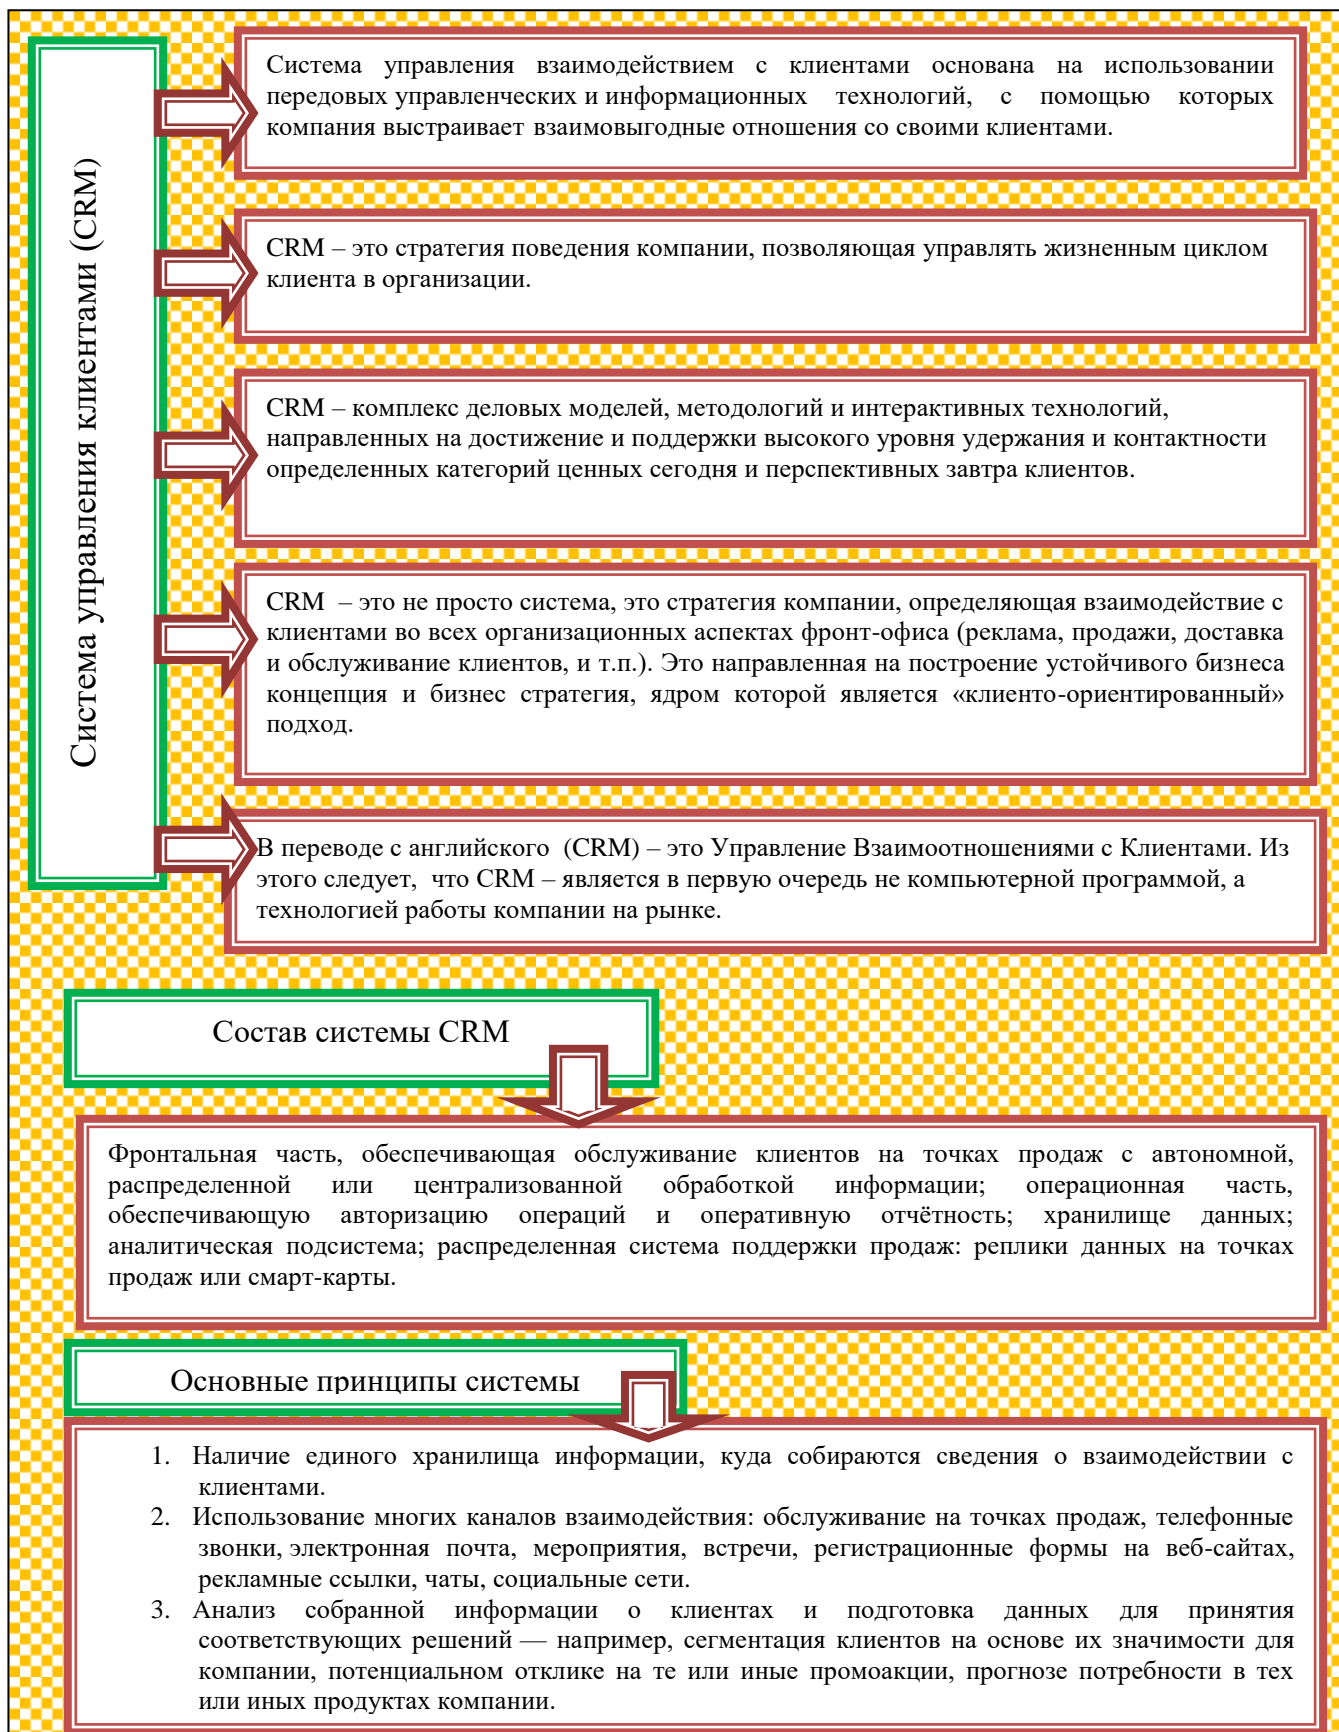 Система управления клиентами (CRM)
Система управления взаимодействием с клиентами основана на использовании
передовых управленческих и информационных технологий, с помощью которых
компания выстраивает взаимовыгодные отношения со своими клиентами.
CRM – это стратегия поведения компании, позволяющая управлять жизненным циклом
клиента в организации.
CRM – комплекс деловых моделей, методологий и интерактивных технологий,
направленных на достижение и поддержки высокого уровня удержания и контактности
определенных категорий ценных сегодня и перспективных завтра клиентов.
CRM – это не просто система, это стратегия компании, определяющая взаимодействие с
клиентами во всех организационных аспектах фронт-офиса (реклама, продажи, доставка
и обслуживание клиентов, и т.п.). Это направленная на построение устойчивого бизнеса
концепция и бизнес стратегия, ядром которой является «клиенто-ориентированный»
подход.
В переводе с английского (CRM) – это Управление Взаимоотношениями с Клиентами. Из
этого следует, что CRM – является в первую очередь не компьютерной программой, а
технологией работы компании на рынке.
Состав системы CRM
Фронтальная часть, обеспечивающая обслуживание клиентов на точках продаж с автономной,
распределенной или централизованной обработкой информации; операционная часть,
обеспечивающую авторизацию операций и оперативную отчётность; хранилище данных;
аналитическая подсистема; распределенная система поддержки продаж: реплики данных на точках
продаж или смарт-карты.
Основные принципы системы
1. Наличие единого хранилища информации, куда собираются сведения о взаимодействии с
клиентами.
2. Использование многих каналов взаимодействия: обслуживание на точках продаж, телефонные
звонки, электронная почта, мероприятия, встречи, регистрационные формы на веб-сайтах,
рекламные ссылки, чаты, социальные сети.
3. Анализ собранной информации о клиентах и подготовка данных для принятия
соответствующих решений — например, сегментация клиентов на основе их значимости для
компании, потенциальном отклике на те или иные промоакции, прогнозе потребности в тех
или иных продуктах компании.